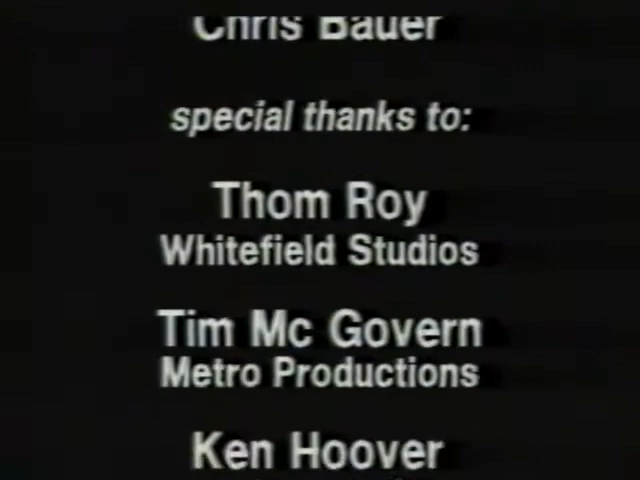 Chris Bauer
special thanks to:
Thom Roy
Whitefield Studios
Tim Mc Govern
Metro Productions
Ken Hoover